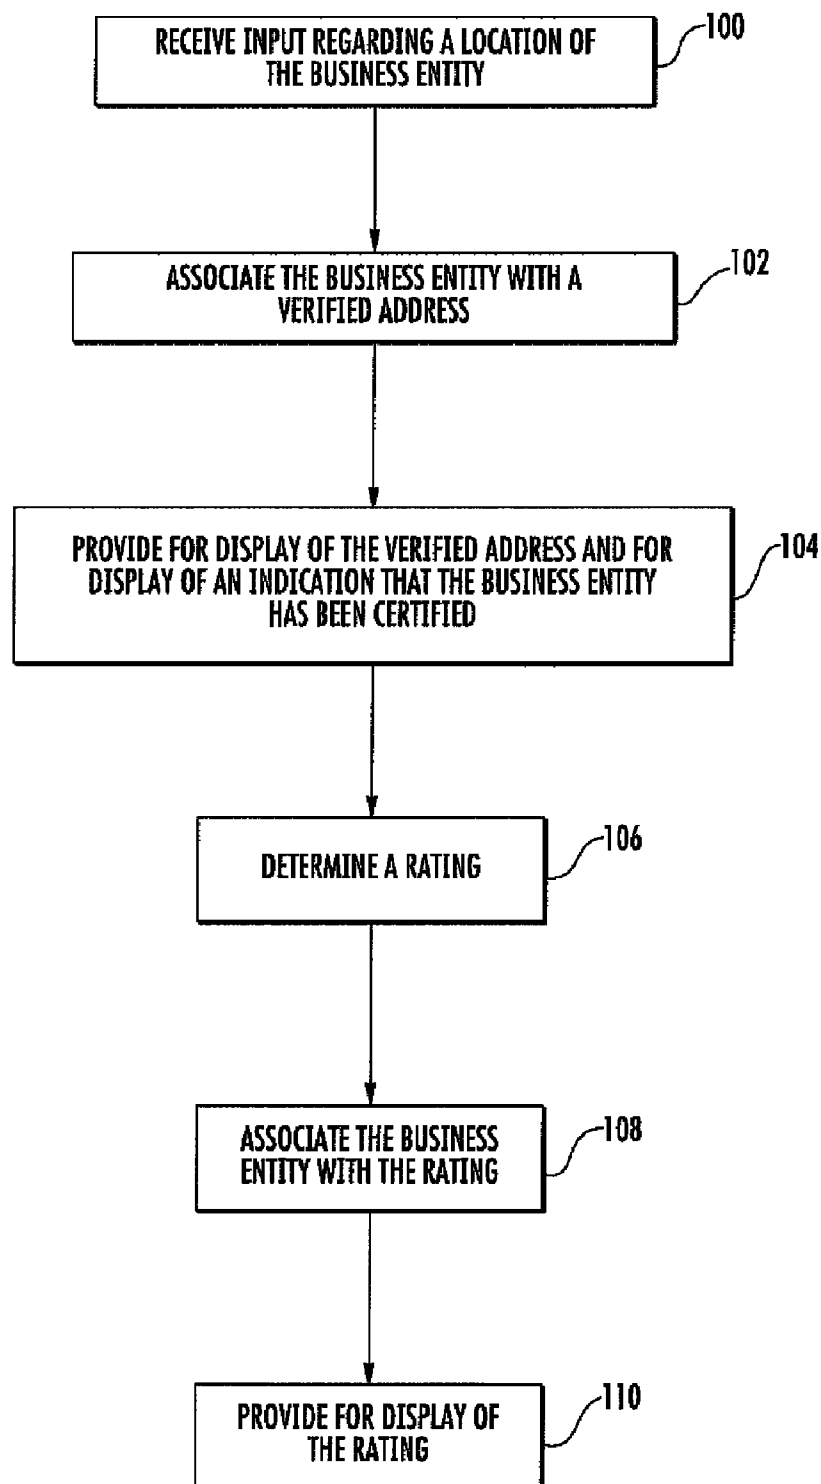 RECEIVE INPUT REGARDING A LOCATION OF
THE BUSINESS ENTITY
100
ASSOCIATE THE BUSINESS ENTITY WITH A
VERIFIED ADDRESS
102
PROVIDE FOR DISPLAY OF THE VERIFIED ADDRESS AND FOR
DISPLAY OF AN INDICATION THAT THE BUSINESS ENTITY
HAS BEEN CERTIFIED
104
DETERMINE A RATING
106
ASSOCIATE THE BUSINESS
ENTITY WITH THE RATING
108
PROVIDE FOR DISPLAY OF
THE RATING
110